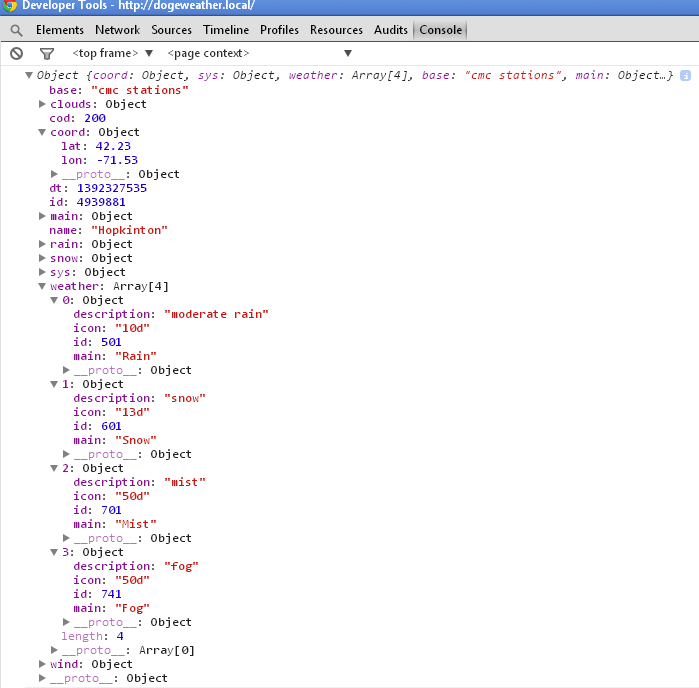 Developer Tools - http://dogeweather.local/
Elements Network Sources Timeline Profiles Resources Audits Console
<top frame> <page context>
Object {coord: Object, sys: Object, weather: Array[4], base: "cmc stations", main: Object…} i
base: "cmc stations"
clouds: Object
cod: 200
coord: Object
lat: 42.23
lon: -71.53
__proto__: Object
dt: 1392327535
id: 4939881
main: Object
name: "Hopkinton"
rain: Object
snow: Object
sys: Object
weather: Array[4]
0: Object
description: "moderate rain"
icon: "10d"
id: 501
main: "Rain"
__proto__: Object
1: Object
description: "snow"
icon: "13d"
id: 601
main: "Snow"
__proto__: Object
2: Object
description: "mist"
icon: "50d"
id: 701
main: "Mist"
__proto__: Object
3: Object
description: "fog"
icon: "50d"
id: 741
main: "Fog"
__proto__: Object
length: 4
__proto__: Array[0]
wind: Object
__proto__: Object